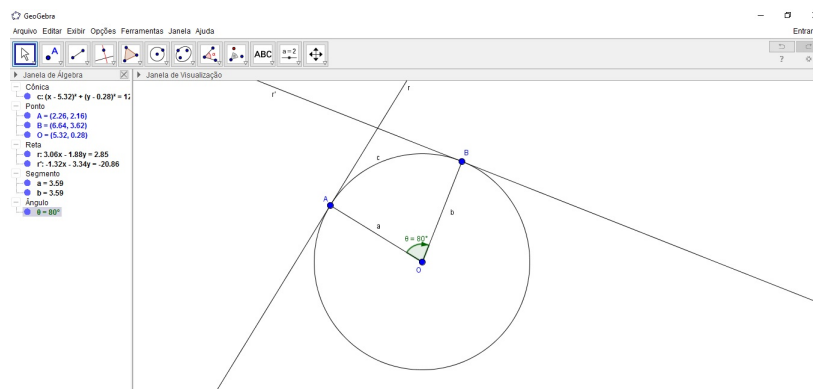 GeoGebra
Arquivo Editar Exibir Opções Ferramentas Janela Ajuda
Entrar
A
ABC
a=2
?
Janela de Álgebra
Janela de Visualização
Cônica
c: (x - 5.32)² + (y - 0.28)² = 12
Ponto
A = (2.26, 2.16)
B = (6.64, 3.62)
O = (5.32, 0.28)
Reta
r: 3.06x - 1.88y = 2.85
r': -1.32x - 3.34y = -20.86
Segmento
a = 3.59
b = 3.59
Ângulo
θ = 80°
r'
r
c
B
A
a
b
θ = 80°
O